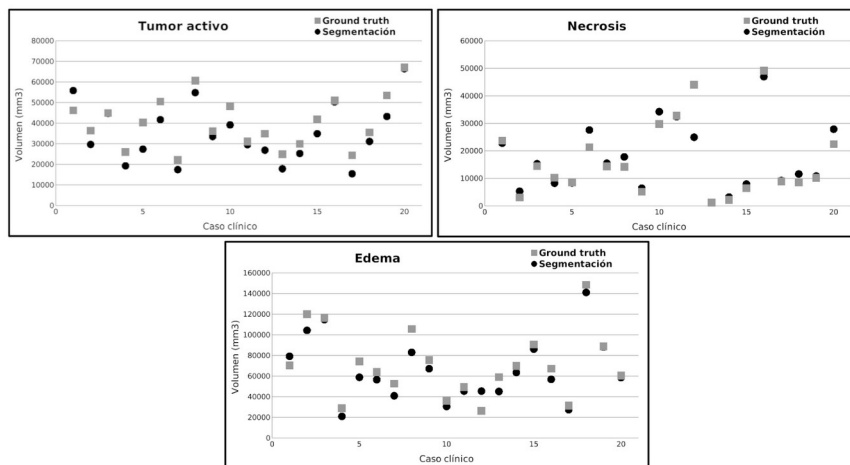 Tumor activo
Ground truth
Segmentación
Volumen (mm3)
80000
70000
60000
50000
40000
30000
20000
10000
0
0 5 10 15 20
Caso clínico
Necrosis
Ground truth
Segmentación
Volumen (mm3)
60000
50000
40000
30000
20000
10000
0
0 5 10 15 20
Caso clínico
Edema
Ground truth
Segmentación
Volumen (mm3)
160000
140000
120000
100000
80000
60000
40000
20000
0
0 5 10 15 20
Caso clínico